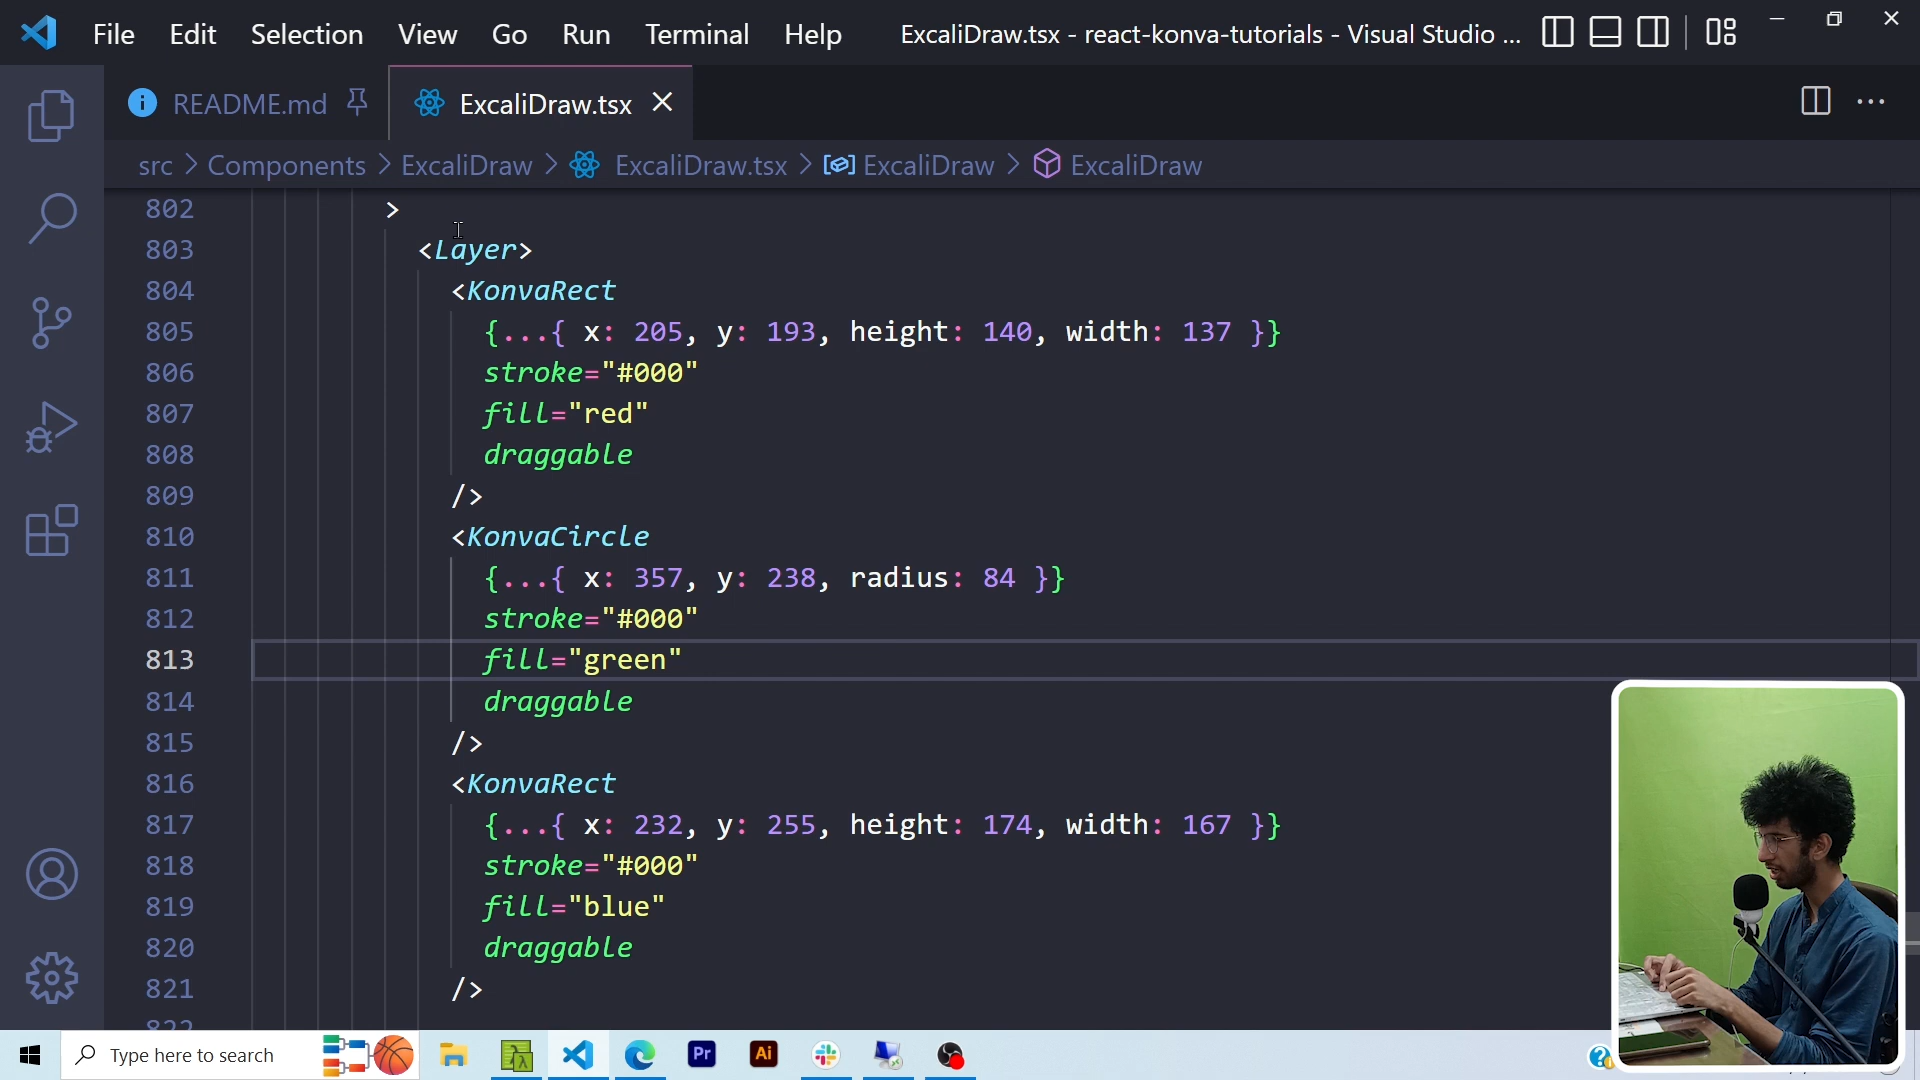 File Edit Selection View Go Run Terminal Help ExcaliDraw.tsx - react-konva-tutorials - Visual Studio ...
README.md ExcaliDraw.tsx
src > Components > ExcaliDraw > ExcaliDraw.tsx > ExcaliDraw > ExcaliDraw
802 >
803 <Layer>
804 <KonvaRect
805 {...{ x: 205, y: 193, height: 140, width: 137 }}
806 stroke="#000"
807 fill="red"
808 draggable
809 />
810 <KonvaCircle
811 {...{ x: 357, y: 238, radius: 84 }}
812 stroke="#000"
813 fill="green"
814 draggable
815 />
816 <KonvaRect
817 {...{ x: 232, y: 255, height: 174, width: 167 }}
818 stroke="#000"
819 fill="blue"
820 draggable
821 />
Type here to search Pr Ai